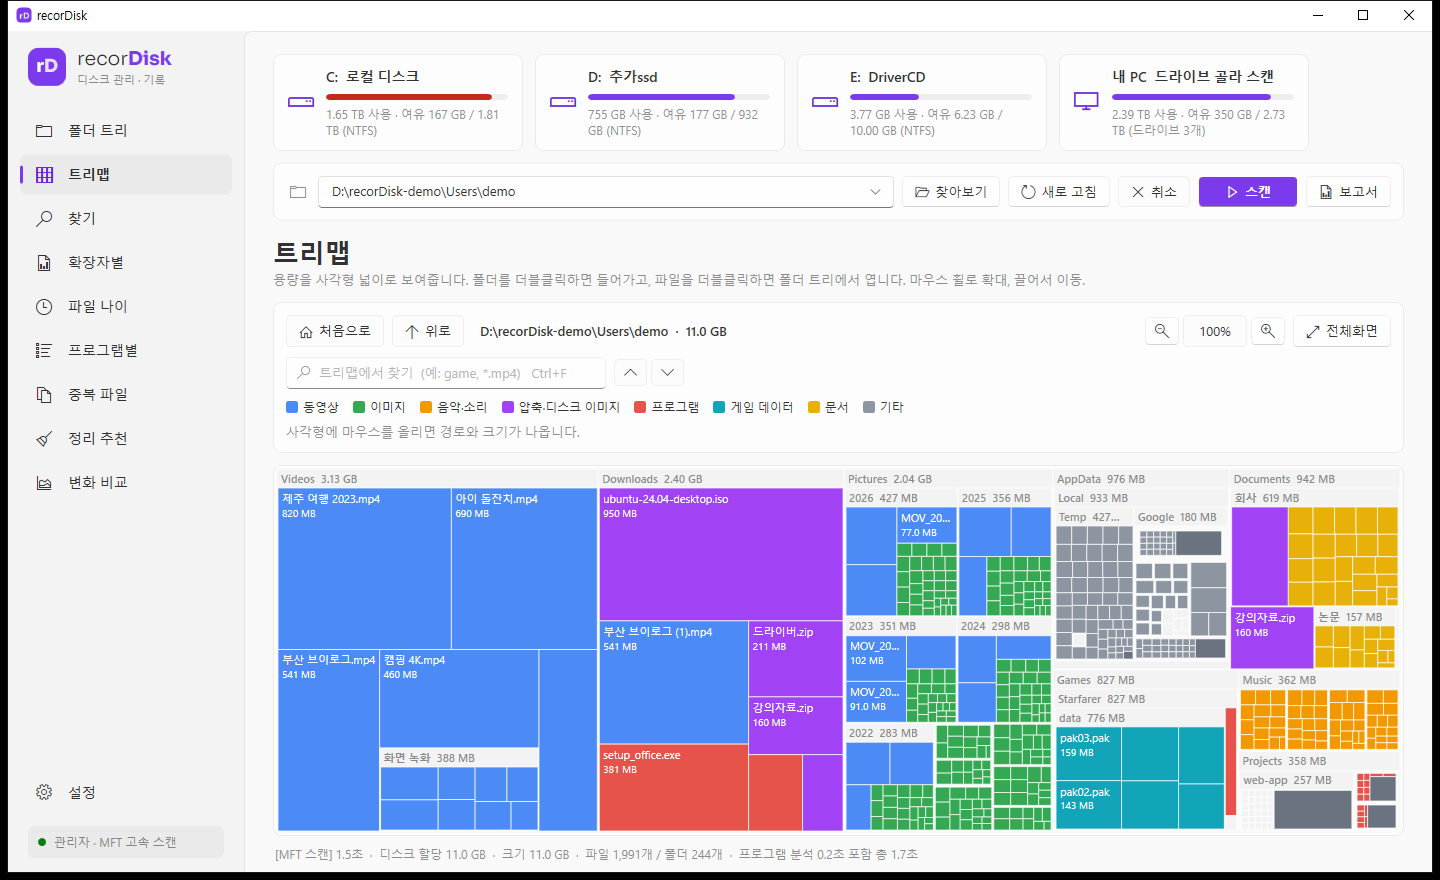 rD recorDisk
rD recorDisk
디스크 관리 · 기록
폴더 트리
트리맵
찾기
확장자별
파일 나이
프로그램별
중복 파일
정리 추천
변화 비교
설정
관리자 · MFT 고속 스캔
C: 로컬 디스크
1.65 TB 사용 · 여유 167 GB / 1.81
TB (NTFS)
D: 추가ssd
755 GB 사용 · 여유 177 GB / 932
GB (NTFS)
E: DriverCD
3.77 GB 사용 · 여유 6.23 GB /
10.00 GB (NTFS)
내 PC 드라이브 골라 스캔
2.39 TB 사용 · 여유 350 GB / 2.73
TB (드라이브 3개)
D:\recorDisk-demo\Users\demo
찾아보기
새로 고침
취소
스캔
보고서
트리맵
용량을 사각형 넓이로 보여줍니다. 폴더를 더블클릭하면 들어가고, 파일을 더블클릭하면 폴더 트리에서 엽니다. 마우스 휠로 확대, 끌어서 이동.
처음으로
위로
D:\recorDisk-demo\Users\demo · 11.0 GB
100%
전체화면
트리맵에서 찾기 (예: game, *.mp4) Ctrl+F
동영상 이미지 음악·소리 압축·디스크 이미지 프로그램 게임 데이터 문서 기타
사각형에 마우스를 올리면 경로와 크기가 나옵니다.
Videos 3.13 GB
제주 여행 2023.mp4
820 MB
아이 돌잔치.mp4
690 MB
부산 브이로그.mp4
541 MB
캠핑 4K.mp4
460 MB
화면 녹화 388 MB
Downloads 2.40 GB
ubuntu-24.04-desktop.iso
950 MB
부산 브이로그 (1).mp4
541 MB
드라이버.zip
211 MB
강의자료.zip
160 MB
setup_office.exe
381 MB
Pictures 2.04 GB
2026 427 MB
MOV_20...
77.0 MB
2025 356 MB
2023 351 MB
MOV_20...
102 MB
MOV_20...
91.0 MB
2024 298 MB
2022 283 MB
AppData 976 MB
Local 933 MB
Temp 427...
Google 180 MB
Games 827 MB
Starfarer 827 MB
data 776 MB
pak03.pak
159 MB
pak02.pak
143 MB
Documents 942 MB
회사 619 MB
강의자료.zip
160 MB
논문 157 MB
Music 362 MB
Projects 358 MB
web-app 257 MB
[MFT 스캔] 1.5초 · 디스크 할당 11.0 GB · 크기 11.0 GB · 파일 1,991개 / 폴더 244개 · 프로그램 분석 0.2초 포함 총 1.7초